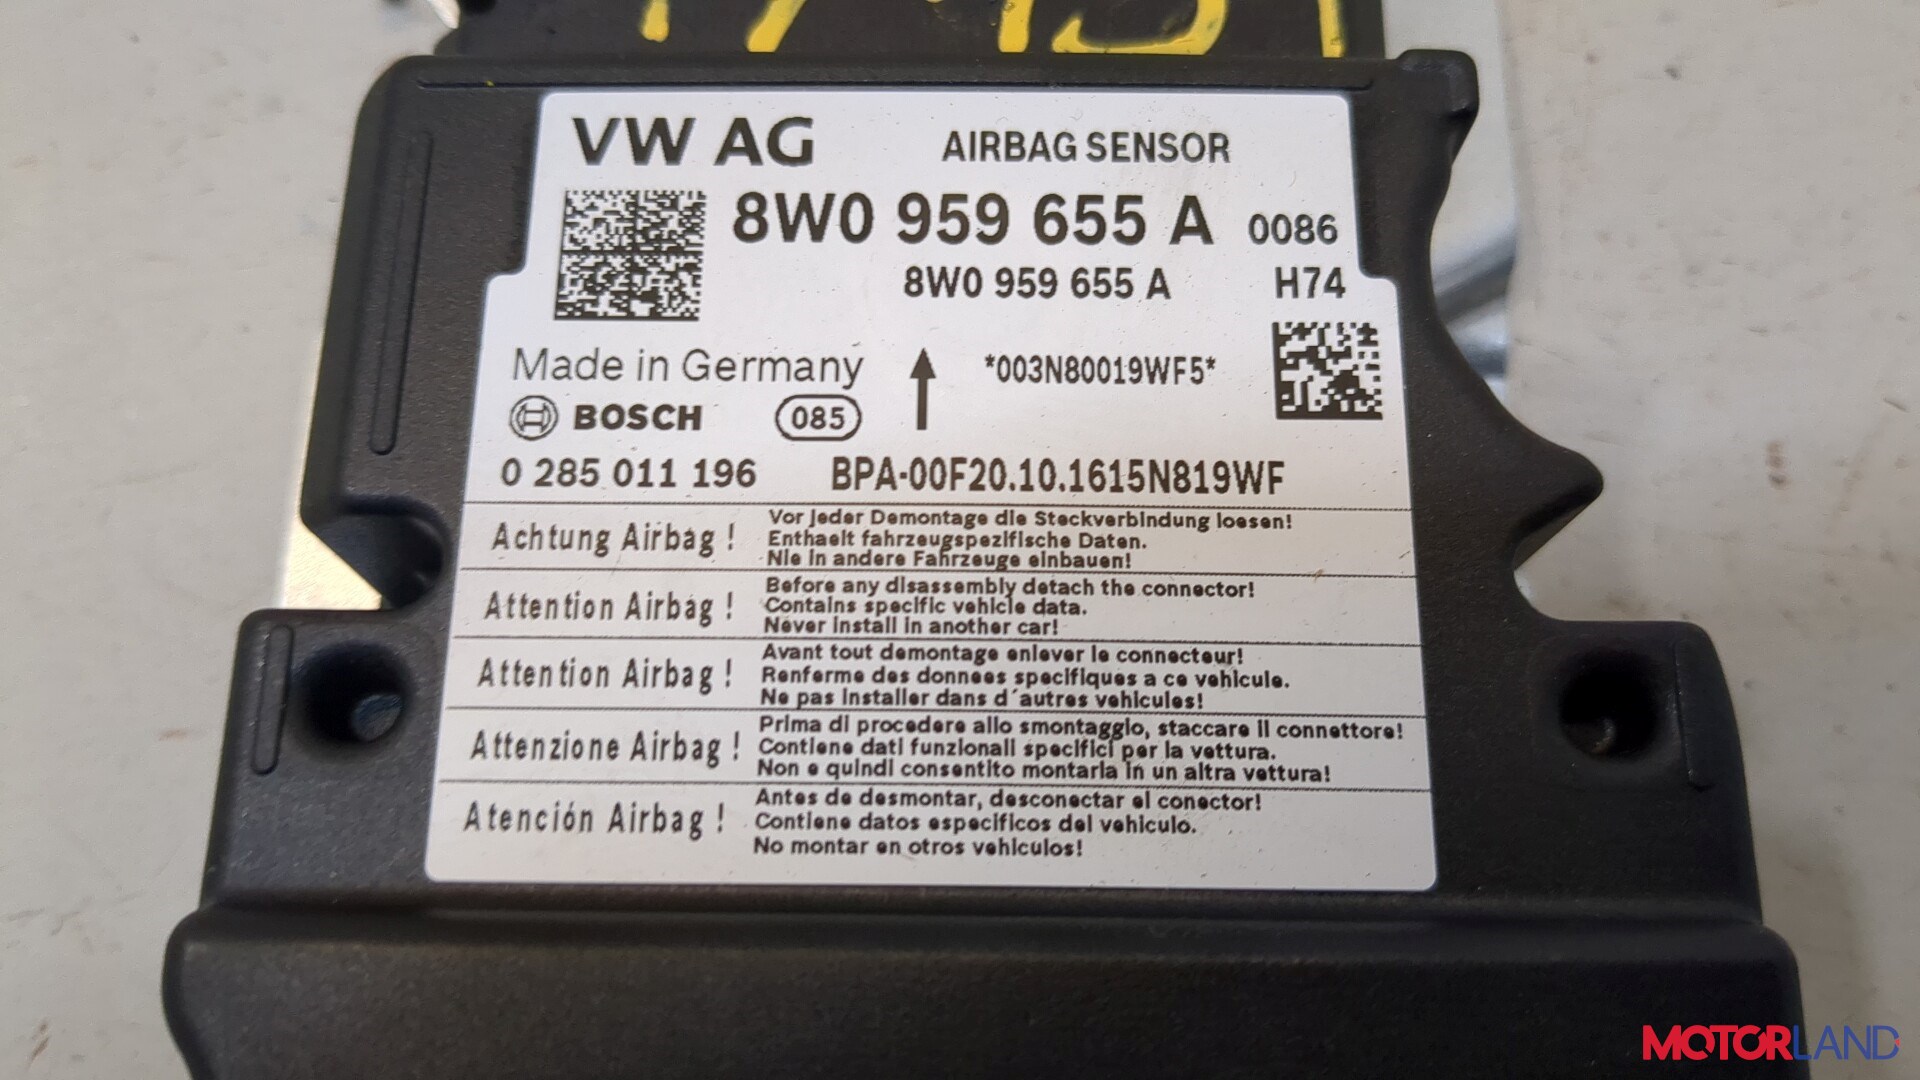 VW AG AIRBAG SENSOR
8W0 959 655 A 0086
8W0 959 655 A H74
Made in Germany *003N80019WF5*
BOSCH 085
0 285 011 196 BPA-00F20.10.1615N819WF
Achtung Airbag !
Vor jeder Demontage die Steckverbindung loesen!
Enthaelt fahrzeugspezifische Daten.
Nie in andere Fahrzeuge einbauen!
Attention Airbag !
Before any disassembly detach the connector!
Contains specific vehicle data.
Never install in another car!
Attention Airbag !
Avant tout demontage enlever le connecteur!
Renferme des donnees specifiques a ce vehicule.
Ne pas installer dans d´autres vehicules!
Attenzione Airbag !
Prima di procedere allo smontaggio, staccare il connettore!
Contiene dati funzionali specifici per la vettura.
Non e quindi consentito montarla in un altra vettura!
Atención Airbag !
Antes de desmontar, desconectar el conector!
Contiene datos especificos del vehiculo.
No montar en otros vehiculos!
MOTORLAND